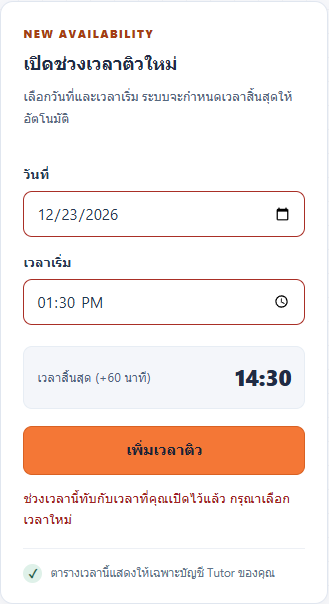 NEW AVAILABILITY
เปิดช่วงเวลาติวใหม่
เลือกวันที่และเวลาเริ่ม ระบบจะกำหนดเวลาสิ้นสุดให้
อัตโนมัติ
วันที่
12/23/2026
เวลาเริ่ม
01:30 PM
เวลาสิ้นสุด (+60 นาที)
14:30
เพิ่มเวลาติว
ช่วงเวลานี้ทับกับเวลาที่คุณเปิดไว้แล้ว กรุณาเลือก
เวลาใหม่
✓ ตารางเวลานี้แสดงให้เฉพาะบัญชี Tutor ของคุณ